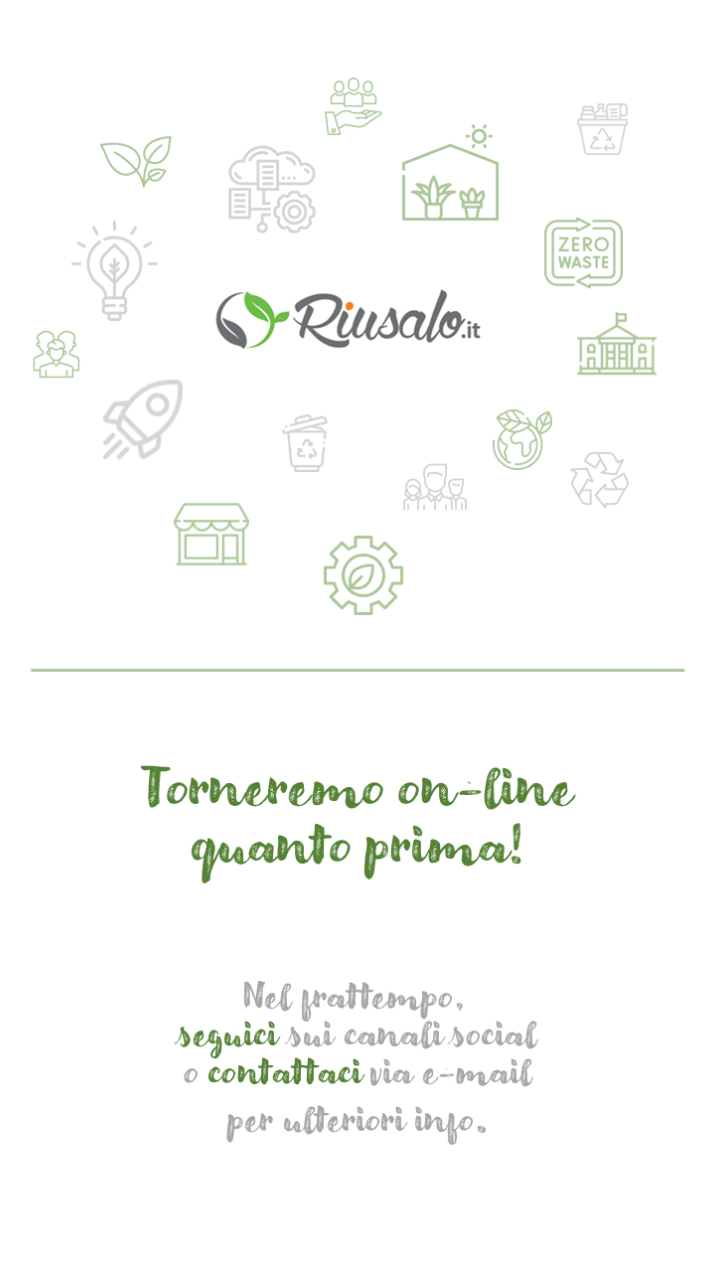 ZERO
WASTE
Riusalo.it
Torneremo on-line
quanto prima!
Nel frattempo,
seguici sui canali social
o contattaci via e-mail
per ulteriori info.